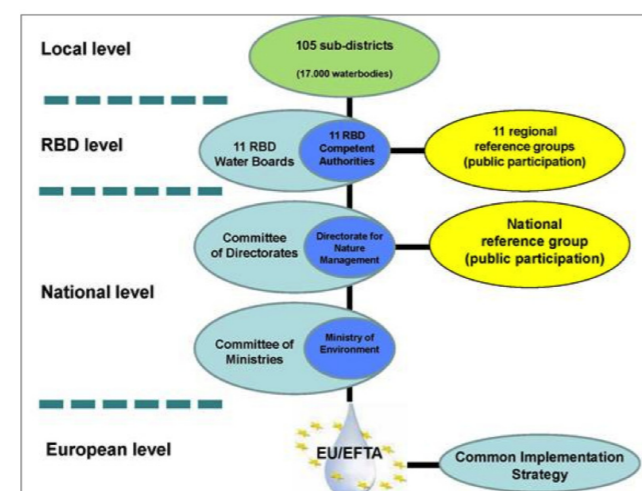 Local level
105 sub-districts
(17.000 waterbodies)
RBD level
11 RBD
Water Boards
11 RBD
Competent
Authorities
11 regional
reference groups
(public participation)
National level
Committee
of Directorates
Directorate for
Nature
Management
National
reference group
(public participation)
Committee of
Ministries
Ministry of
Environment
European level
EU/EFTA
Common Implementation
Strategy